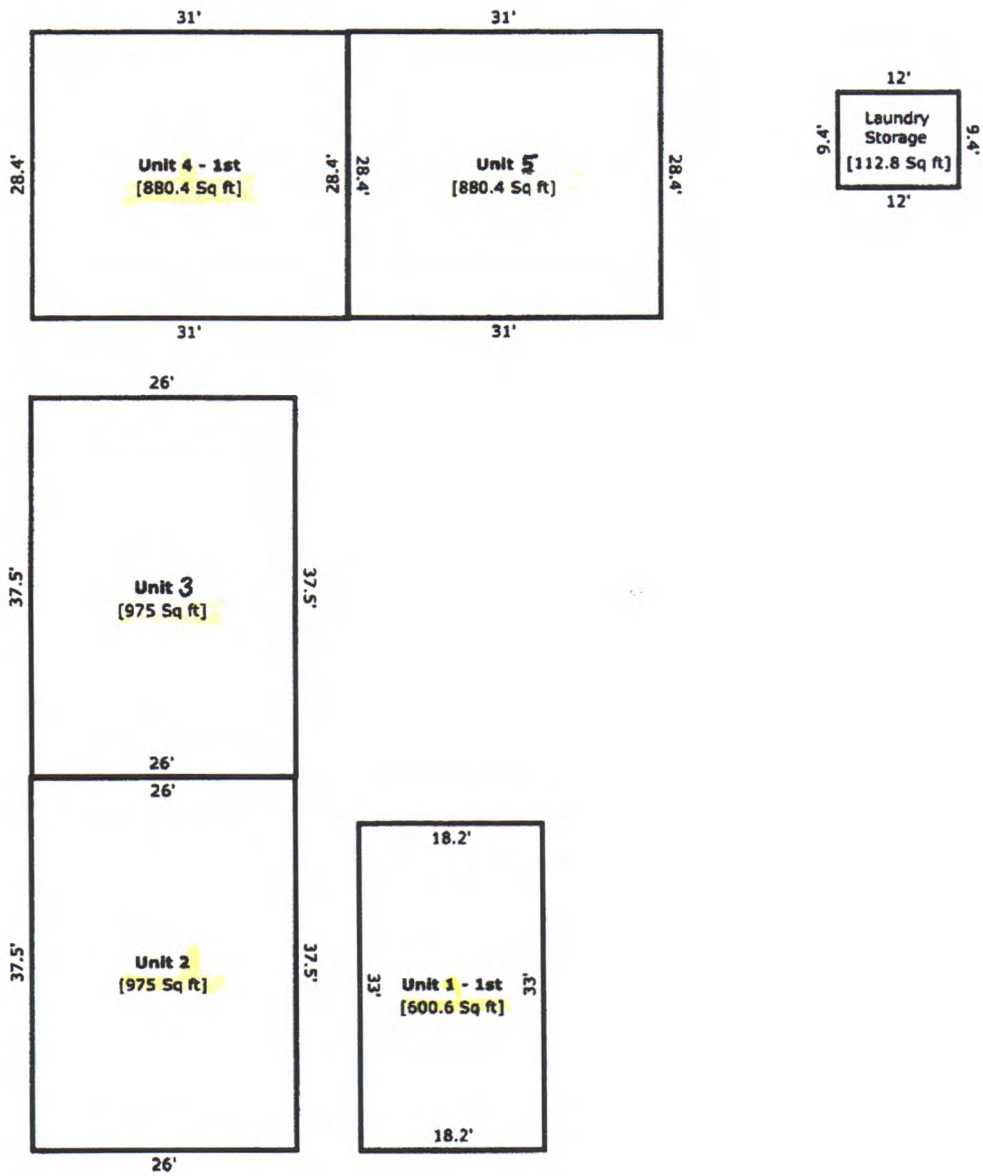 31'
31'
28.4'
Unit 4 - 1st
[880.4 Sq ft]
28.4'
28.4'
Unit 5
[880.4 Sq ft]
28.4'
31'
31'
12'
9.4'
Laundry
Storage
[112.8 Sq ft]
9.4'
12'
26'
37.5'
Unit 3
[975 Sq ft]
37.5'
26'
26'
37.5'
Unit 2
[975 Sq ft]
37.5'
26'
18.2'
33'
Unit 1 - 1st
[600.6 Sq ft]
33'
18.2'